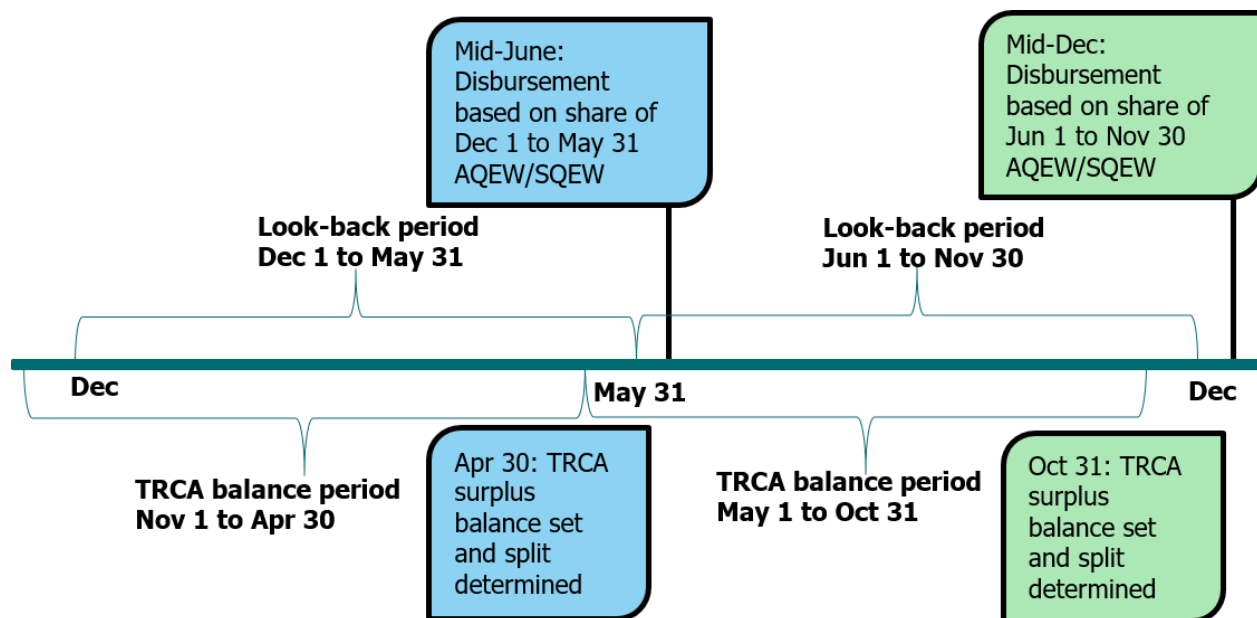 Mid-June:
Disbursement
based on share of
Dec 1 to May 31
AQEW/SQEW
Mid-Dec:
Disbursement
based on share of
Jun 1 to Nov 30
AQEW/SQEW
Look-back period
Dec 1 to May 31
Look-back period
Jun 1 to Nov 30
Dec
May 31
Dec
TRCA balance period
Nov 1 to Apr 30
Apr 30: TRCA
surplus
balance set
and split
determined
TRCA balance period
May 1 to Oct 31
Oct 31: TRCA
surplus
balance set
and split
determined